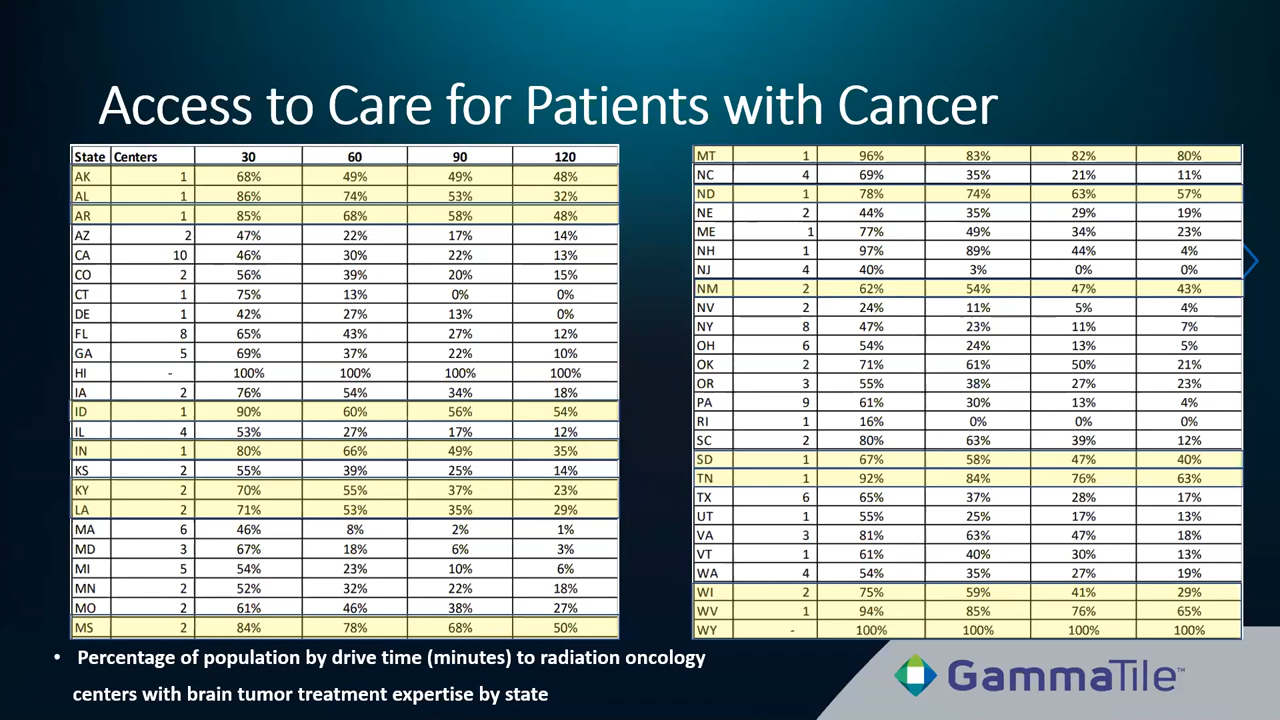 Access to Care for Patients with Cancer
State Centers 30 60 90 120
AK 1 68% 49% 49% 48%
AL 1 86% 74% 53% 32%
AR 1 85% 68% 58% 48%
AZ 2 47% 22% 17% 14%
CA 10 46% 30% 22% 13%
CO 2 56% 39% 20% 15%
CT 1 75% 13% 0% 0%
DE 1 42% 27% 13% 0%
FL 8 65% 43% 27% 12%
GA 5 69% 37% 22% 10%
HI - 100% 100% 100% 100%
IA 2 76% 54% 34% 18%
ID 1 90% 60% 56% 54%
IL 4 53% 27% 17% 12%
IN 1 80% 66% 49% 35%
KS 2 55% 39% 25% 14%
KY 2 70% 55% 37% 23%
LA 2 71% 53% 35% 29%
MA 6 46% 8% 2% 1%
MD 3 67% 18% 6% 3%
MI 5 54% 23% 10% 6%
MN 2 52% 32% 22% 18%
MO 2 61% 46% 38% 27%
MS 2 84% 78% 68% 50%
MT 1 96% 83% 82% 80%
NC 4 69% 35% 21% 11%
ND 1 78% 74% 63% 57%
NE 2 44% 35% 29% 19%
ME 1 77% 49% 34% 23%
NH 1 97% 89% 44% 4%
NJ 4 40% 3% 0% 0%
NM 2 62% 54% 47% 43%
NV 2 24% 11% 5% 4%
NY 8 47% 23% 11% 7%
OH 6 54% 24% 13% 5%
OK 2 71% 61% 50% 21%
OR 3 55% 38% 27% 23%
PA 9 61% 30% 13% 4%
RI 1 16% 0% 0% 0%
SC 2 80% 63% 39% 12%
SD 1 67% 58% 47% 40%
TN 1 92% 84% 76% 63%
TX 6 65% 37% 28% 17%
UT 1 55% 25% 17% 13%
VA 3 81% 63% 47% 18%
VT 1 61% 40% 30% 13%
WA 4 54% 35% 27% 19%
WI 2 75% 59% 41% 29%
WV 1 94% 85% 76% 65%
WY - 100% 100% 100% 100%
• Percentage of population by drive time (minutes) to radiation oncology
centers with brain tumor treatment expertise by state
GammaTile™